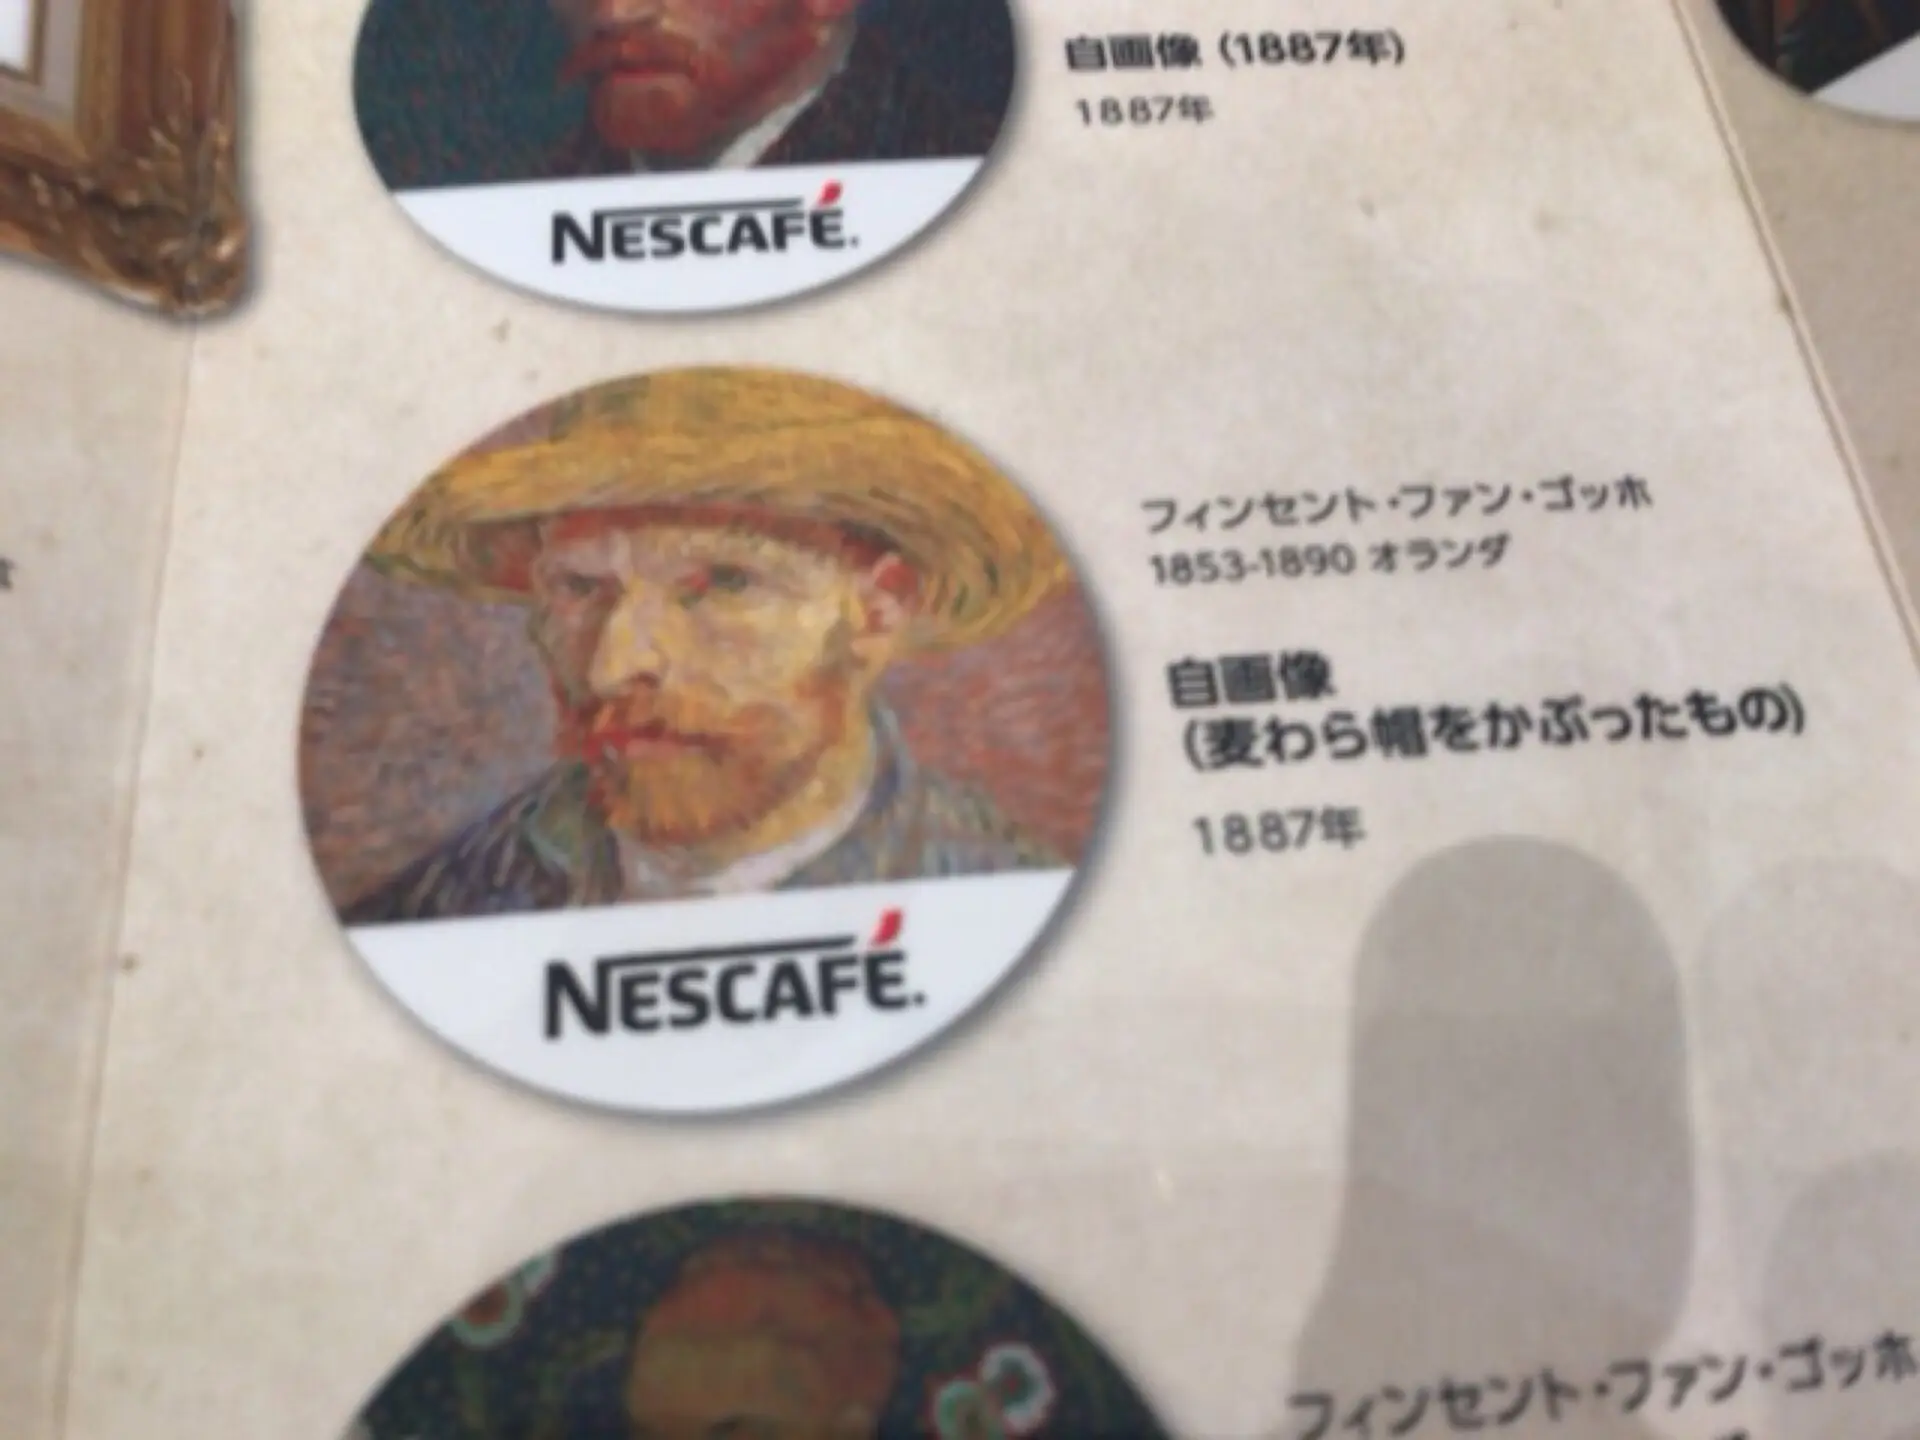 自画像 (1887年)
1887年
NESCAFÉ.
フィンセント・ファン・ゴッホ
1853-1890 オランダ
自画像
(麦わら帽をかぶったもの)
1887年
NESCAFÉ.
フィンセント・ファン・ゴッホ